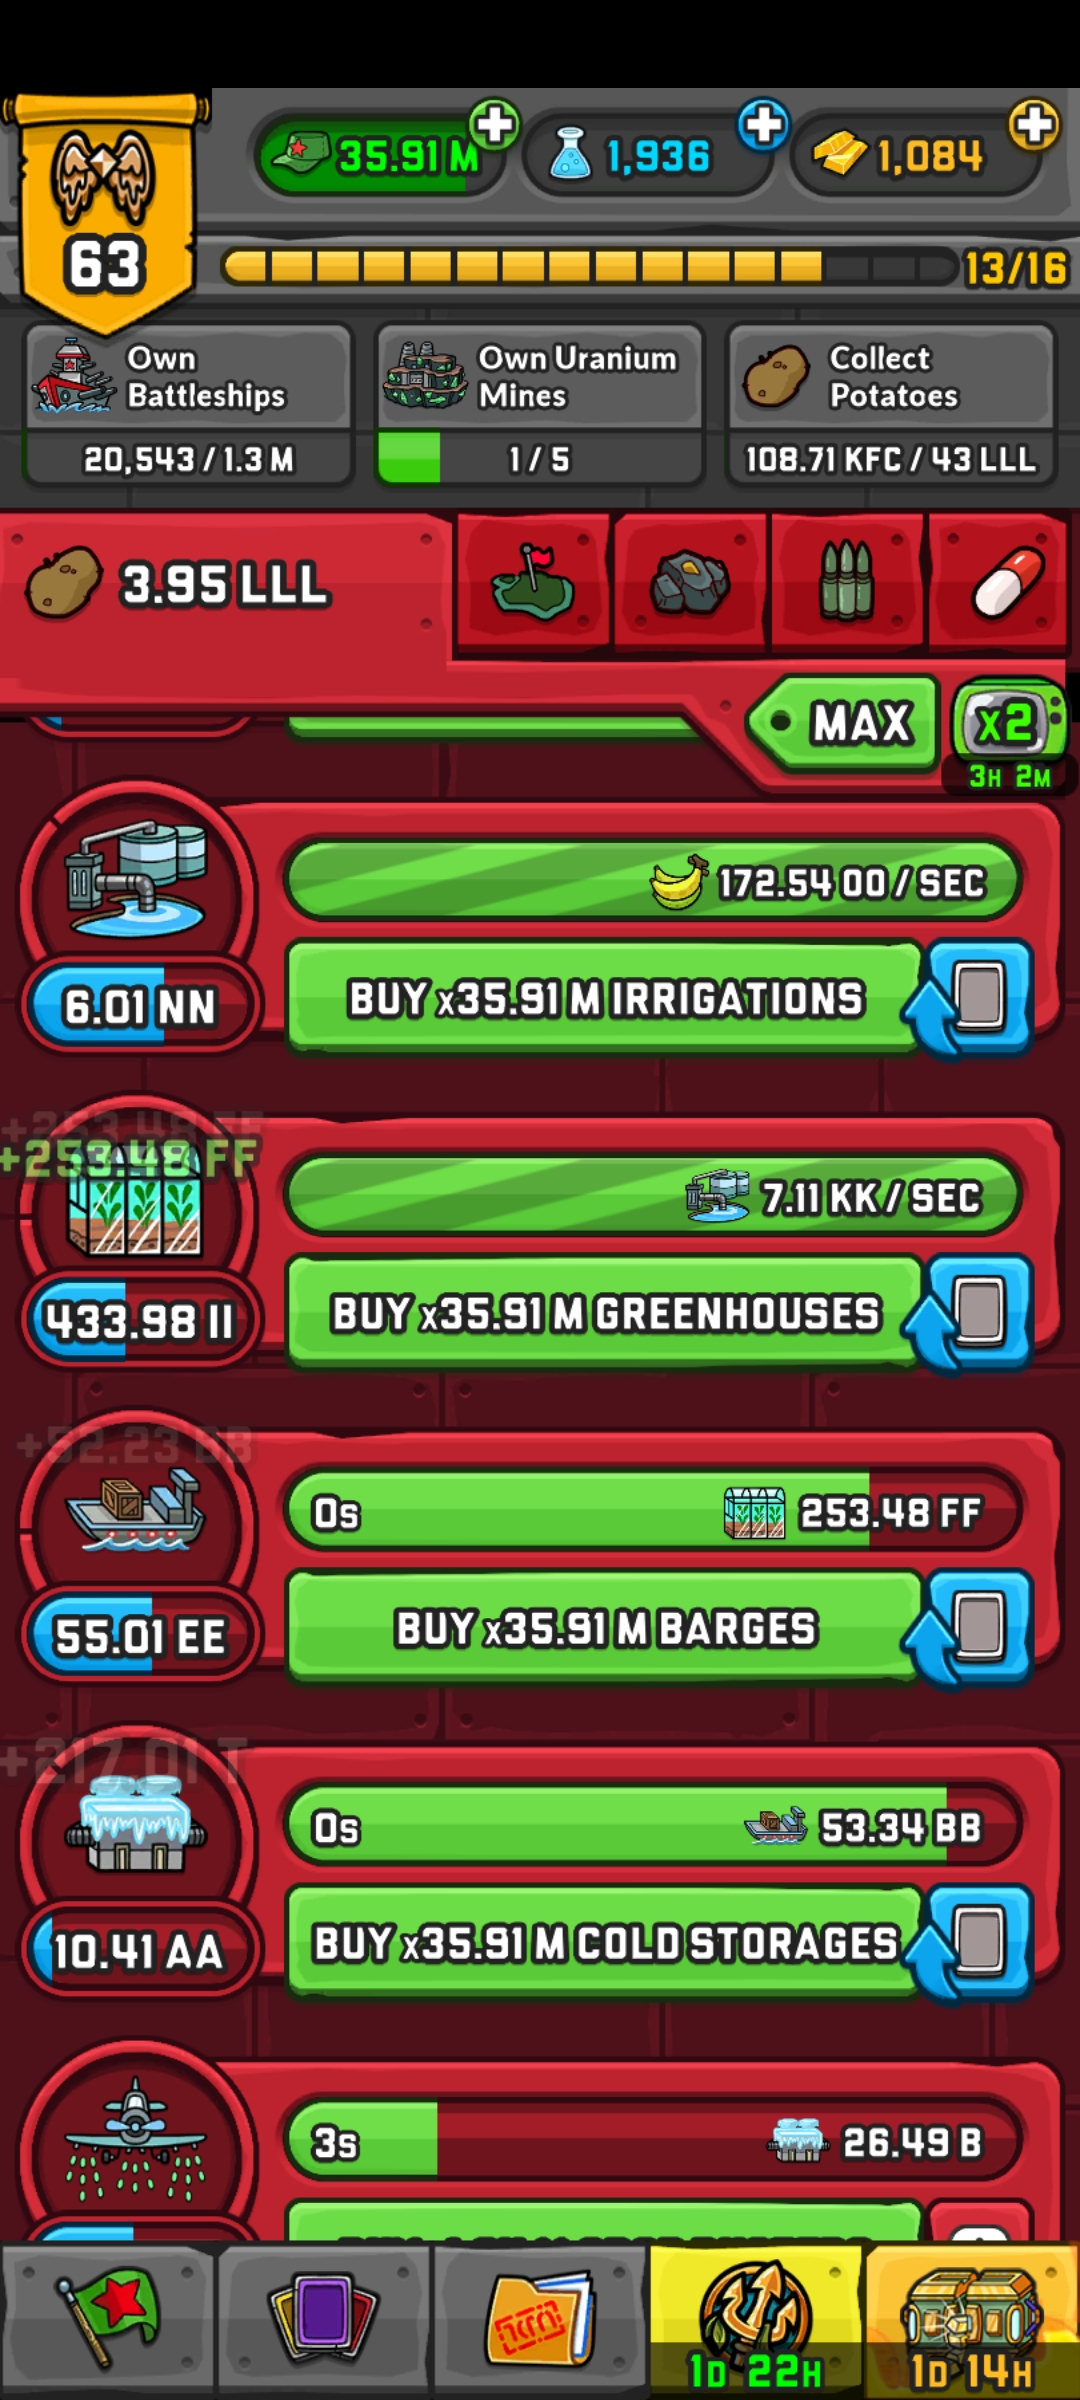 35.91 M
1,936
1,084
63
13/16
Own
Battleships
20,543 / 1.3 M
Own Uranium
Mines
1 / 5
Collect
Potatoes
108.71 KFC / 43 LLL
3.95 LLL
MAX
x2
3H 2M
172.54 OO / SEC
6.01 NN
BUY x35.91 M IRRIGATIONS
+253.48 FF
+253.48 FF
7.11 KK / SEC
433.98 II
BUY x35.91 M GREENHOUSES
+52.23 BB
0s
253.48 FF
55.01 EE
BUY x35.91 M BARGES
+217.01 T
0s
53.34 BB
10.41 AA
BUY x35.91 M COLD STORAGES
3s
26.49 B
1D 22H
1D 14H